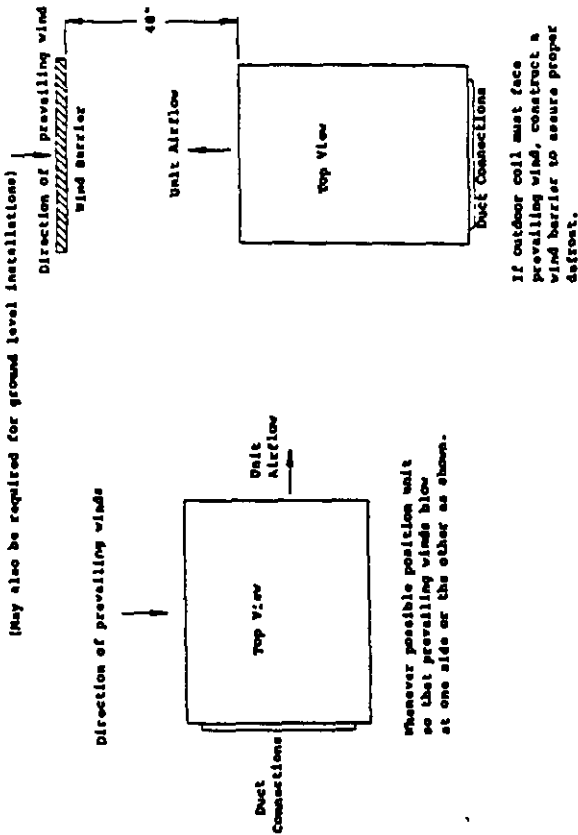 (May also be required for ground level installations)
Direction of prevailing winds
Top View
Unit
Airflow
Duct
Connections
Whenever possible position unit
so that prevailing winds blow
at one side or the other as shown.
Direction of prevailing wind
Wind Barrier
48"
Unit Airflow
Top View
Duct Connections
If outdoor coil must face
prevailing wind, construct a
wind barrier to assure proper
defrost.